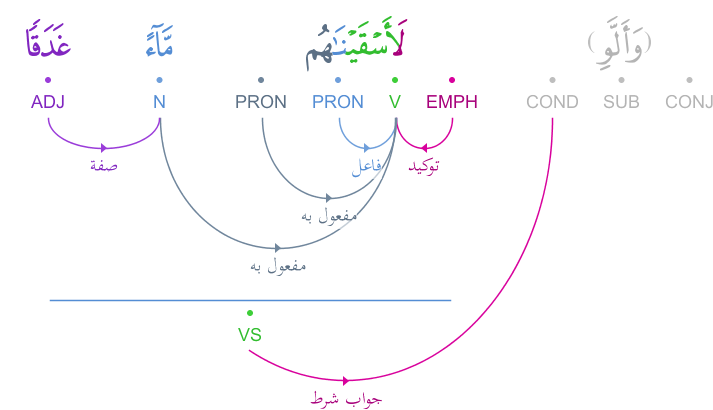 (وَأَلَّوِ) لَأَسْقَيْنَٰهُم مَّآءً غَدَقًا
ADJ N PRON PRON V EMPH COND SUB CONJ
صفة فاعل توكيد
مفعول به
مفعول به
VS
جواب شرط